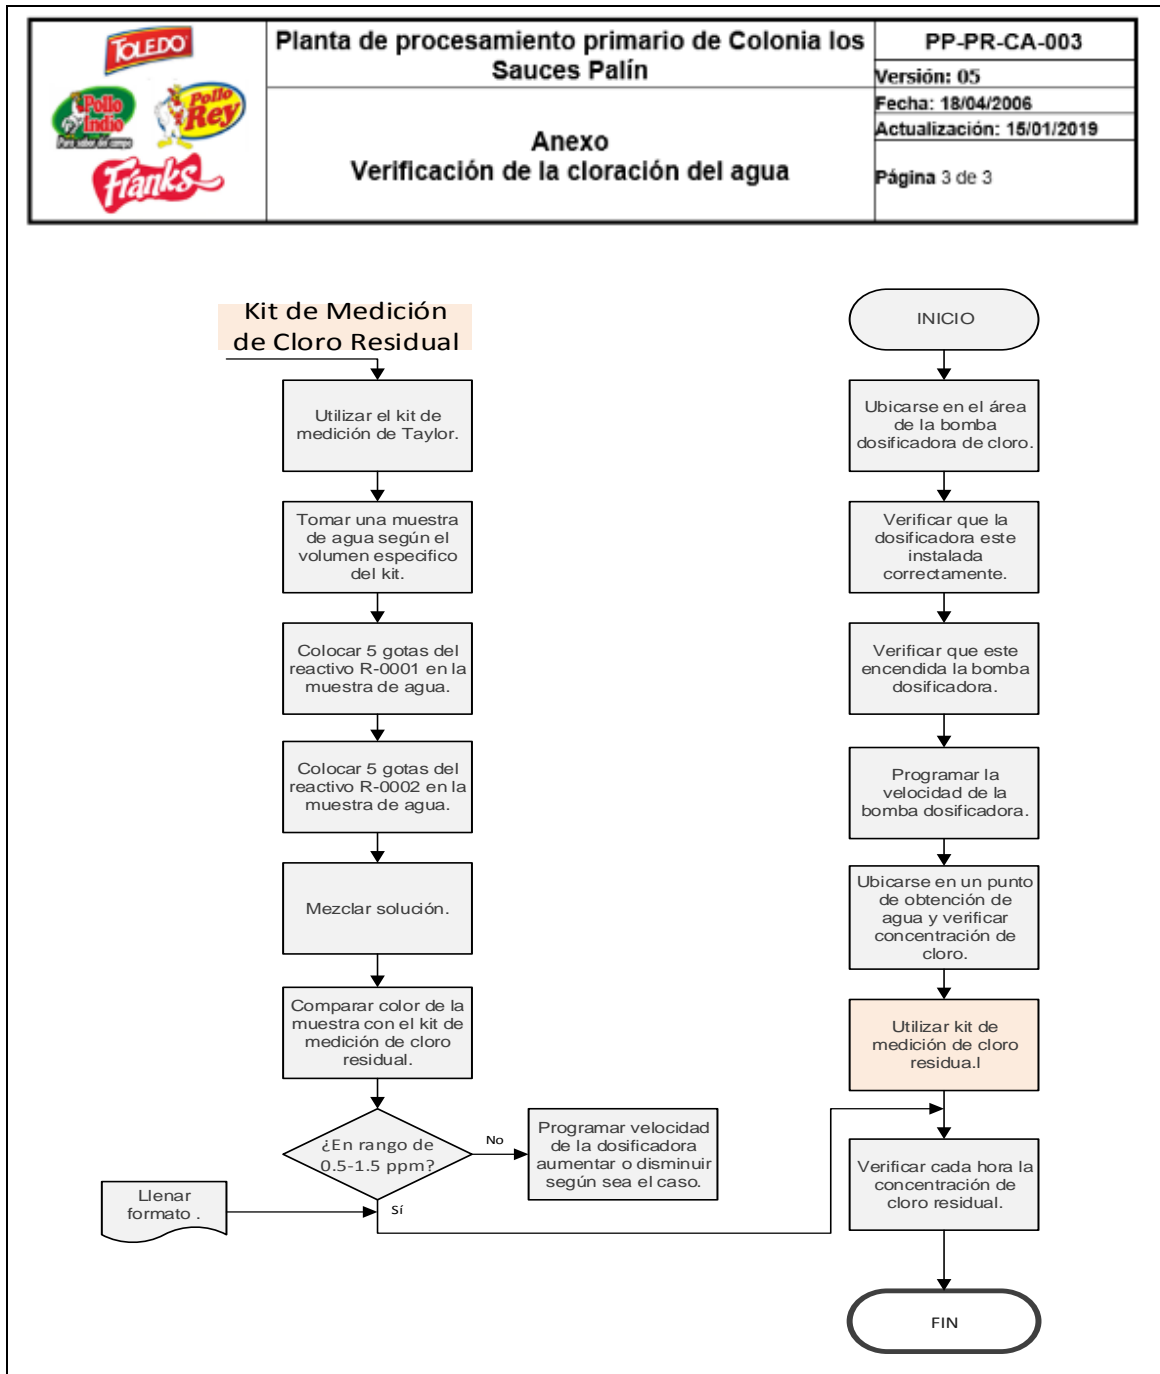 TOLEDO
Pollo
Indio
Pollo
Rey
Franks
Planta de procesamiento primario de Colonia los
Sauces Palín
Anexo
Verificación de la cloración del agua
PP-PR-CA-003
Versión: 05
Fecha: 18/04/2006
Actualización: 15/01/2019
Página 3 de 3
Kit de Medición
de Cloro Residual
Utilizar el kit de
medición de Taylor.
Tomar una muestra
de agua según el
volumen especifico
del kit.
Colocar 5 gotas del
reactivo R-0001 en la
muestra de agua.
Colocar 5 gotas del
reactivo R-0002 en la
muestra de agua.
Mezclar solución.
Comparar color de la
muestra con el kit de
medición de cloro
residual.
¿En rango de
0.5-1.5 ppm?
No
Programar velocidad
de la dosificadora
aumentar o disminuir
según sea el caso.
Sí
Llenar
formato .
INICIO
Ubicarse en el área
de la bomba
dosificadora de cloro.
Verificar que la
dosificadora este
instalada
correctamente.
Verificar que este
encendida la bomba
dosificadora.
Programar la
velocidad de la
bomba dosificadora.
Ubicarse en un punto
de obtención de
agua y verificar
concentración de
cloro.
Utilizar kit de
medición de cloro
residua.l
Verificar cada hora la
concentración de
cloro residual.
FIN